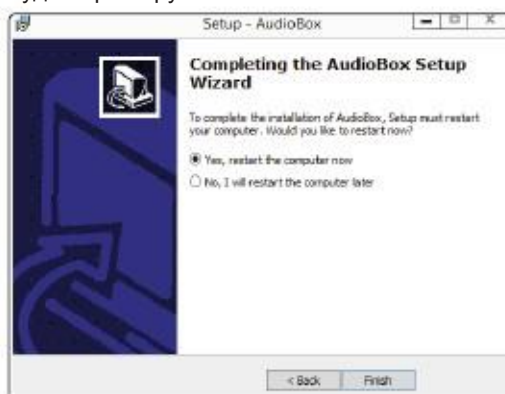 Setup - AudioBox
Completing the AudioBox Setup
Wizard
To complete the installation of AudioBox, Setup must restart
your computer. Would you like to restart now?
Yes, restart the computer now
No, I will restart the computer later
< Back
Finish